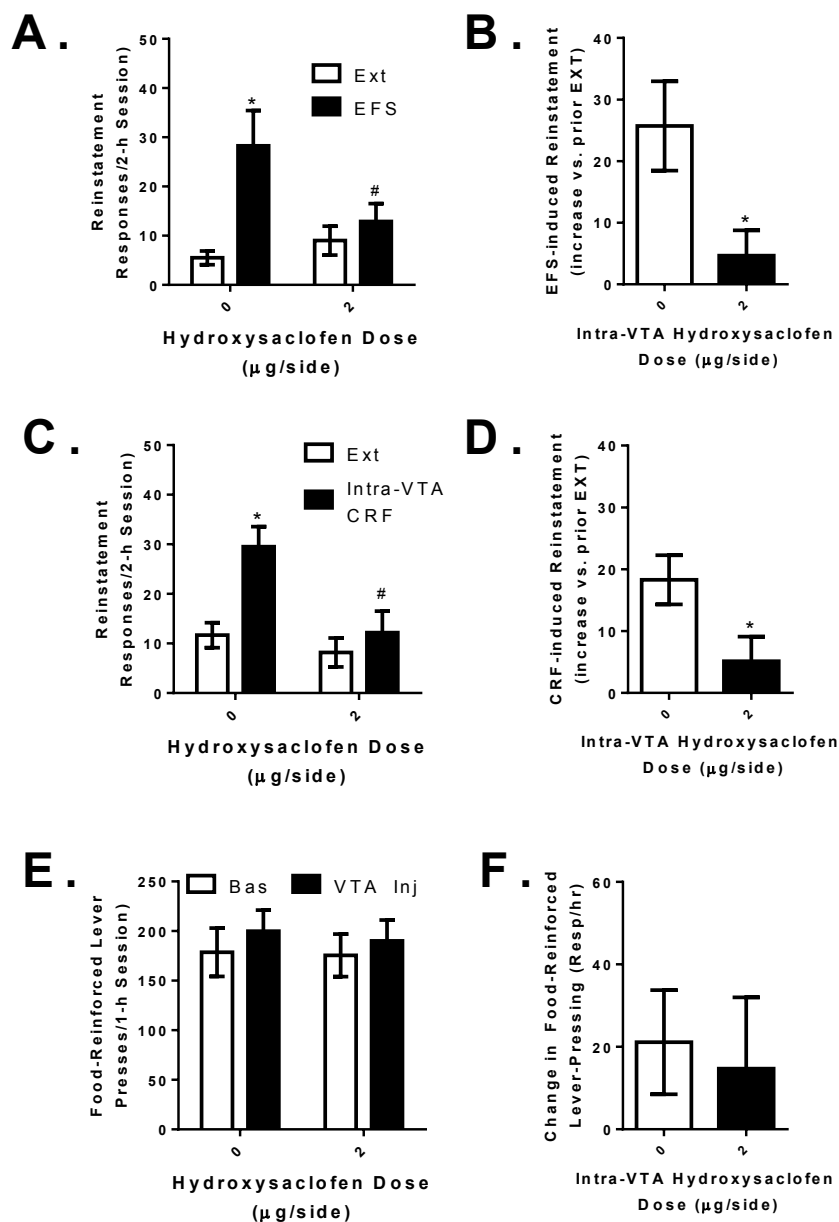 A.
Reinstatement
Responses/2-h Session)
50
40
30
20
10
0
Ext
EFS
*
#
0
2
Hydroxysaclofen Dose
(µg/side)
B.
EFS-induced Reinstatement
(increase vs. prior EXT)
40
30
20
10
0
*
0
2
Intra-VTA Hydroxysaclofen
Dose (µg/side)
C.
Reinstatement
Responses/2-h Session)
50
40
30
20
10
0
Ext
Intra-VTA
CRF
*
#
0
2
Hydroxysaclofen Dose
(µg/side)
D.
CRF-induced Reinstatement
(increase vs. prior EXT)
40
30
20
10
0
*
0
2
Intra-VTA Hydroxysaclofen
Dose (µg/side)
E.
Food-Reinforced Lever
Presses/1-h Session)
250
200
150
100
50
0
Bas
VTA Inj
0
2
Hydroxysaclofen Dose
(µg/side)
F.
Change in Food-Reinforced
Lever-Pressing (Resp/hr)
60
40
20
0
0
2
Intra-VTA Hydroxysaclofen
Dose (µg/side)